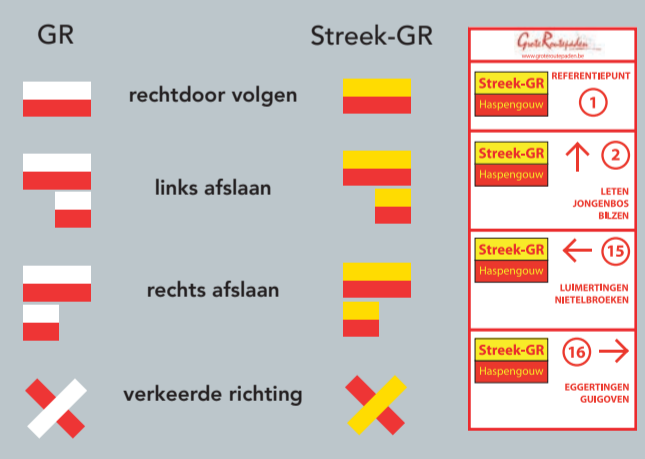 GR
Streek-GR
rechtdoor volgen
links afslaan
rechts afslaan
verkeerde richting
GroteRoutepaden
www.groteroutepaden.be
Streek-GR
Haspengouw
REFERENTIEPUNT
1
Streek-GR
Haspengouw
2
LETEN
JONGENBOS
BILZEN
Streek-GR
Haspengouw
15
LUIMERTINGEN
NIETELBROEKEN
Streek-GR
Haspengouw
16
EGGERTINGEN
GUIGOVEN